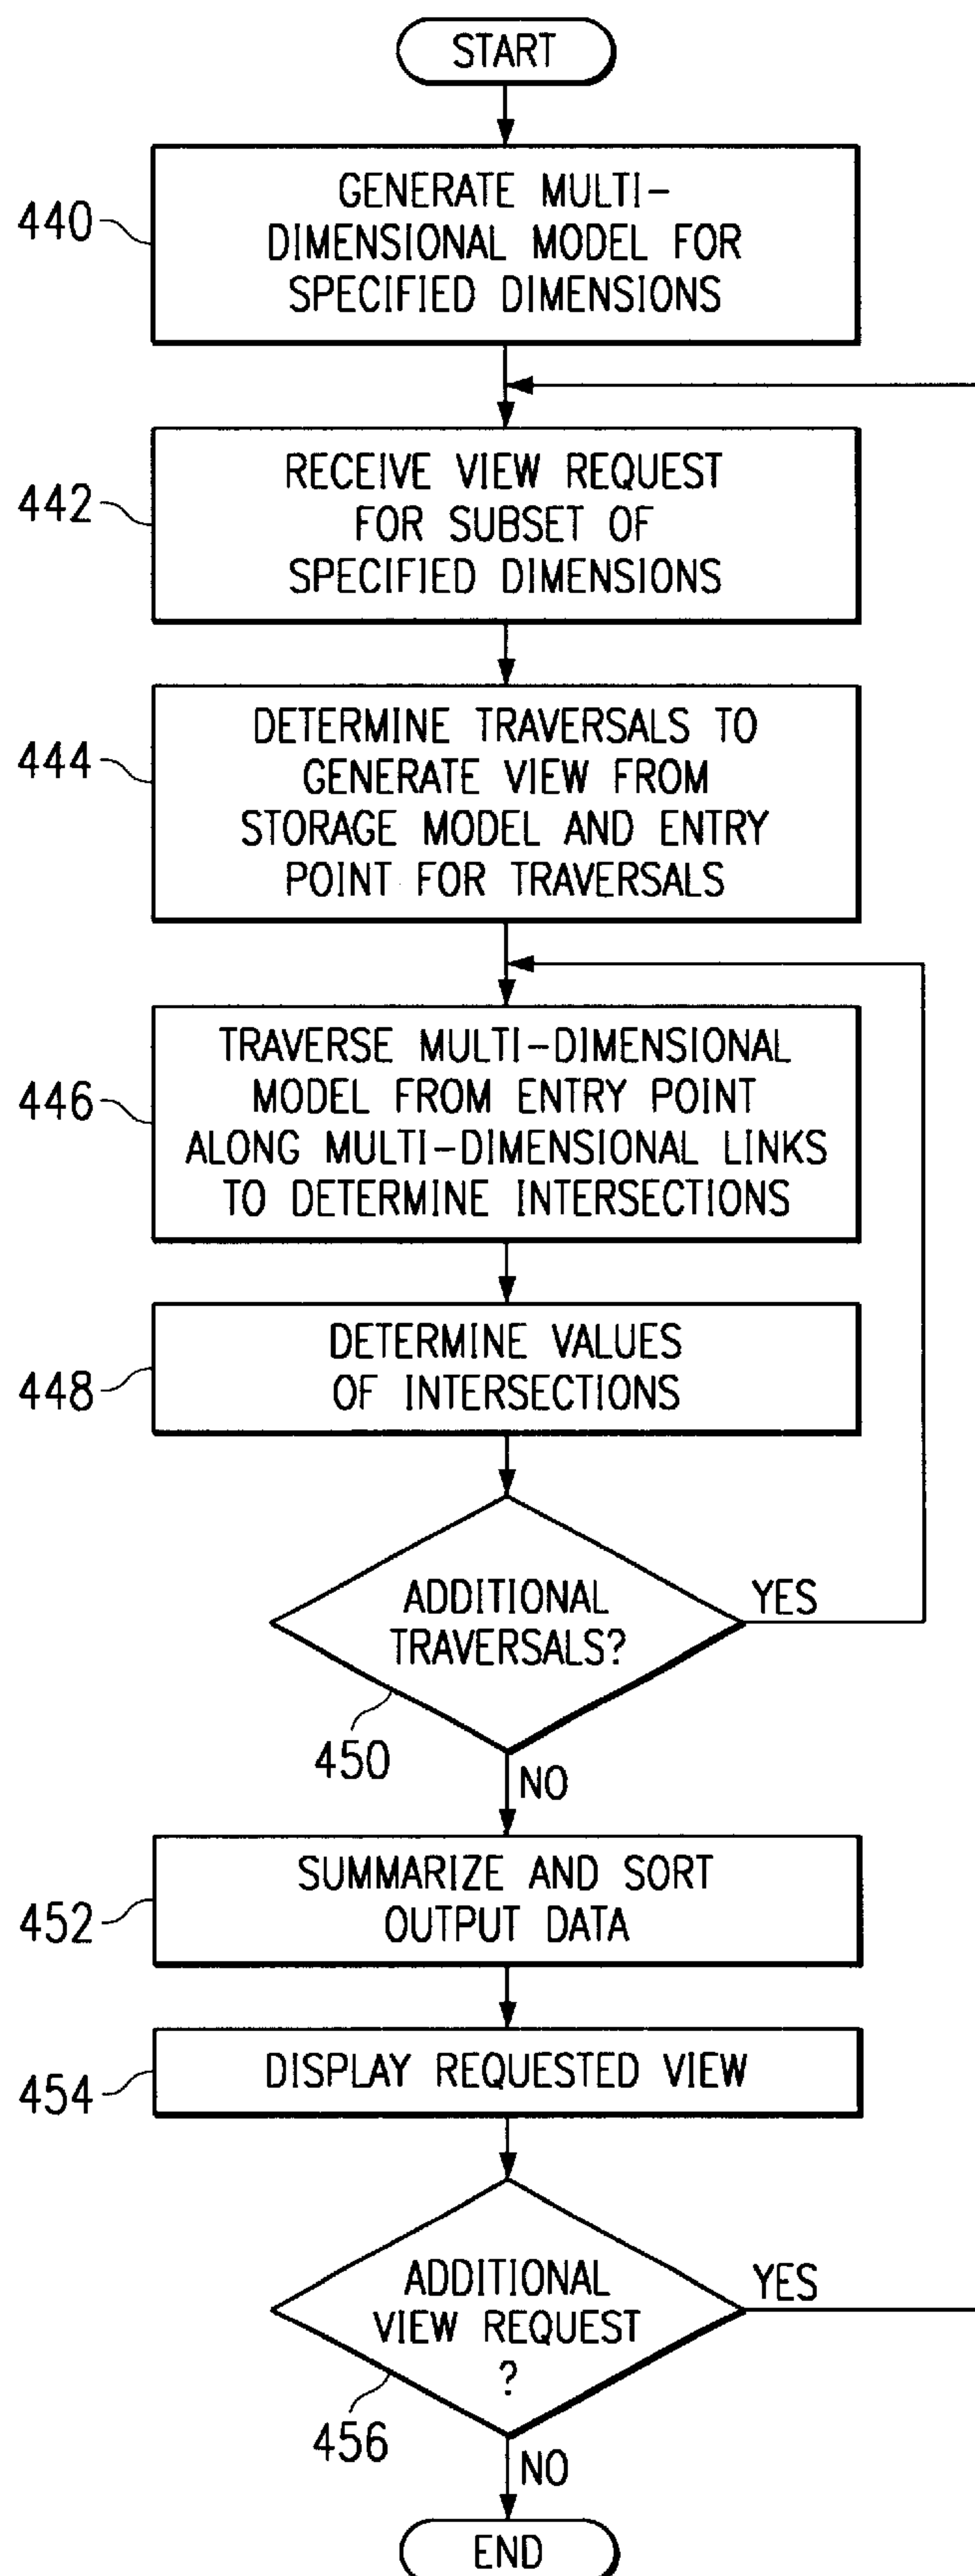 START
440
GENERATE MULTI-
DIMENSIONAL MODEL FOR
SPECIFIED DIMENSIONS
442
RECEIVE VIEW REQUEST
FOR SUBSET OF
SPECIFIED DIMENSIONS
444
DETERMINE TRAVERSALS TO
GENERATE VIEW FROM
STORAGE MODEL AND ENTRY
POINT FOR TRAVERSALS
446
TRAVERSE MULTI-DIMENSIONAL
MODEL FROM ENTRY POINT
ALONG MULTI-DIMENSIONAL LINKS
TO DETERMINE INTERSECTIONS
448
DETERMINE VALUES
OF INTERSECTIONS
ADDITIONAL
TRAVERSALS?
YES
450
NO
452
SUMMARIZE AND SORT
OUTPUT DATA
454
DISPLAY REQUESTED VIEW
ADDITIONAL
VIEW REQUEST
?
YES
456
NO
END